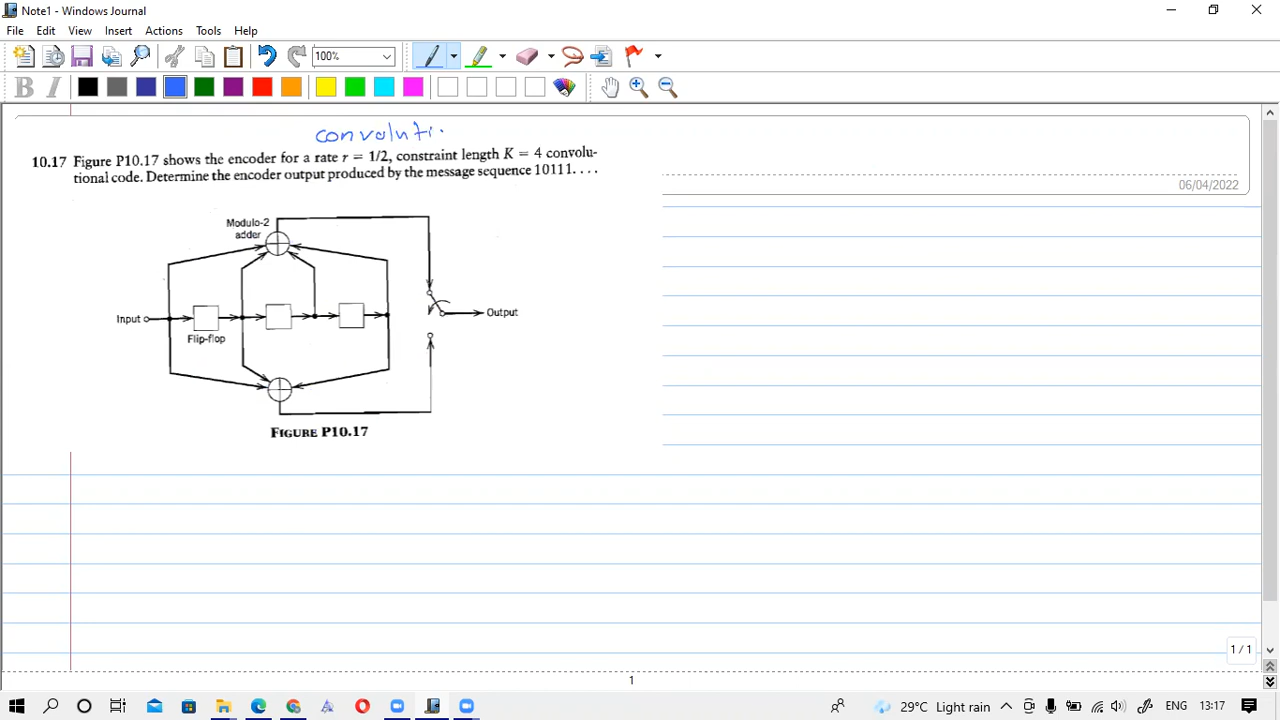 Note1 - Windows Journal
File Edit View Insert Actions Tools Help
100%
B I
convoluti
06/04/2022
10.17 Figure P10.17 shows the encoder for a rate r = 1/2, constraint length K = 4 convolu-
tional code. Determine the encoder output produced by the message sequence 10111. . . .
Modulo-2
adder
Input
Flip-flop
Output
FIGURE P10.17
1 / 1
1
29°C Light rain ENG 13:17